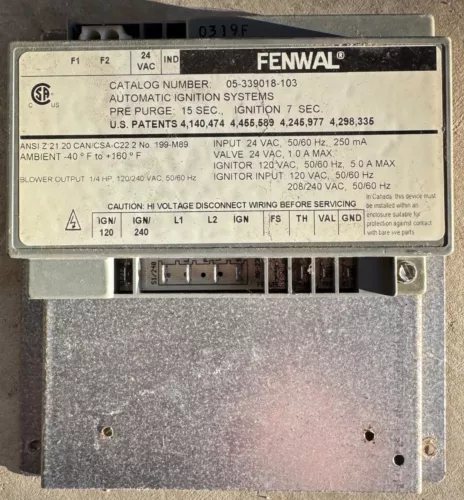 0319F
F1 F2 24 VAC IND
FENWAL®
CATALOG NUMBER: 05-339018-103
AUTOMATIC IGNITION SYSTEMS
PRE PURGE: 15 SEC., IGNITION 7 SEC.
U.S. PATENTS 4,140,474 4,455,589 4,245,977 4,298,335
C US
ANSI Z 21.20 CAN/CSA-C22.2 No. 199-M89
AMBIENT -40 ° F to +160 ° F
BLOWER OUTPUT 1/4 HP, 120/240 VAC, 50/60 Hz,
INPUT 24 VAC, 50/60 Hz, 250 mA
VALVE 24 VAC, 1.0 A MAX
IGNITOR 120 VAC, 50/60 Hz, 5.0 A MAX
IGNITOR INPUT: 120 VAC, 50/60 Hz
208/240 VAC, 50/60 Hz
In Canada, this device must
be installed within an
enclosure suitable for
protection against contact
with bare live parts
CAUTION: HI VOLTAGE DISCONNECT WIRING BEFORE SERVICING
IGN/ 120 IGN/ 240 L1 L2 IGN FS TH VAL GND